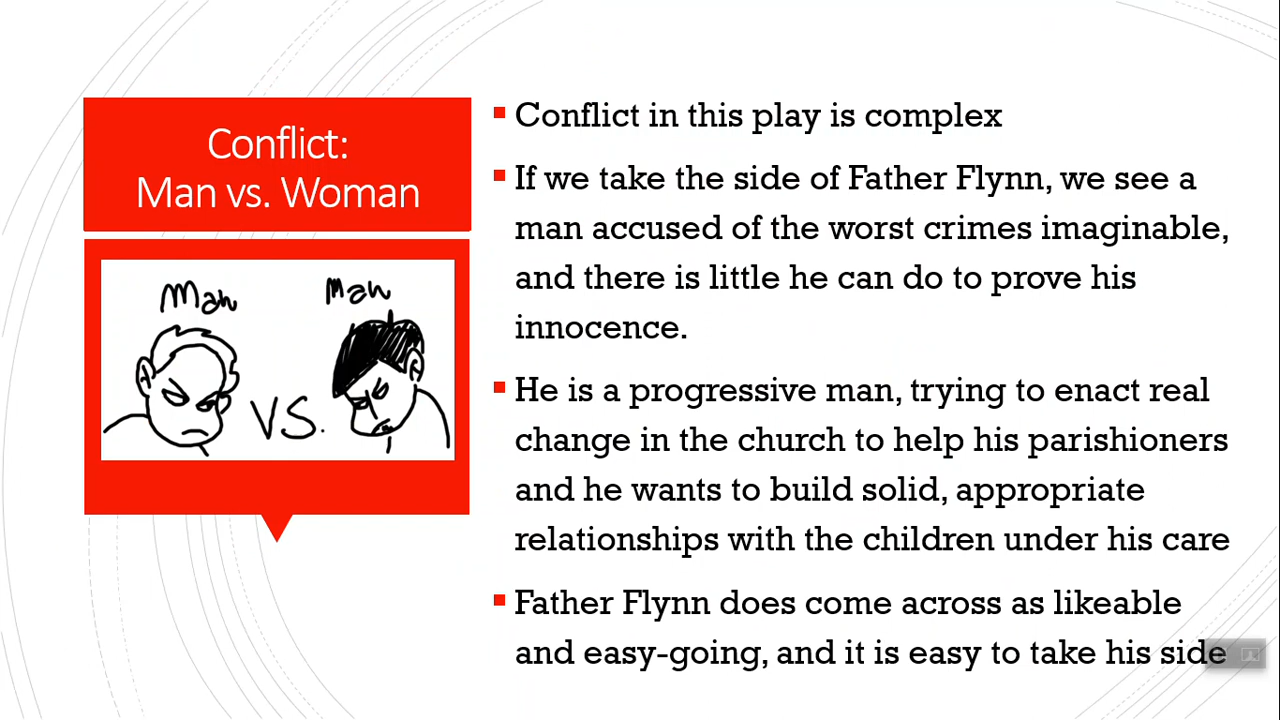 Conflict:
Man vs. Woman
Man
Man
vs.
Conflict in this play is complex
If we take the side of Father Flynn, we see a
man accused of the worst crimes imaginable,
and there is little he can do to prove his
innocence.
He is a progressive man, trying to enact real
change in the church to help his parishioners
and he wants to build solid, appropriate
relationships with the children under his care
Father Flynn does come across as likeable
and easy-going, and it is easy to take his side